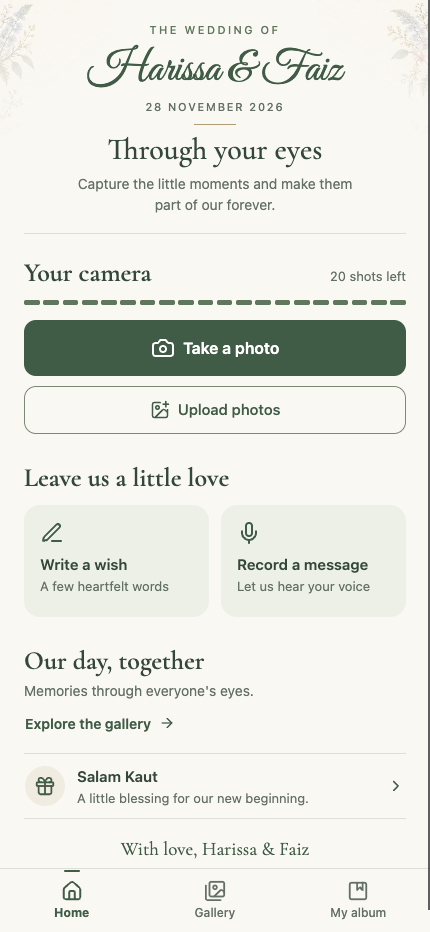 THE WEDDING OF
Harissa & Faiz
28 NOVEMBER 2026
Through your eyes
Capture the little moments and make them
part of our forever.
Your camera
20 shots left
Take a photo
Upload photos
Leave us a little love
Write a wish
A few heartfelt words
Record a message
Let us hear your voice
Our day, together
Memories through everyone's eyes.
Explore the gallery
Salam Kaut
A little blessing for our new beginning.
With love, Harissa & Faiz
Home
Gallery
My album